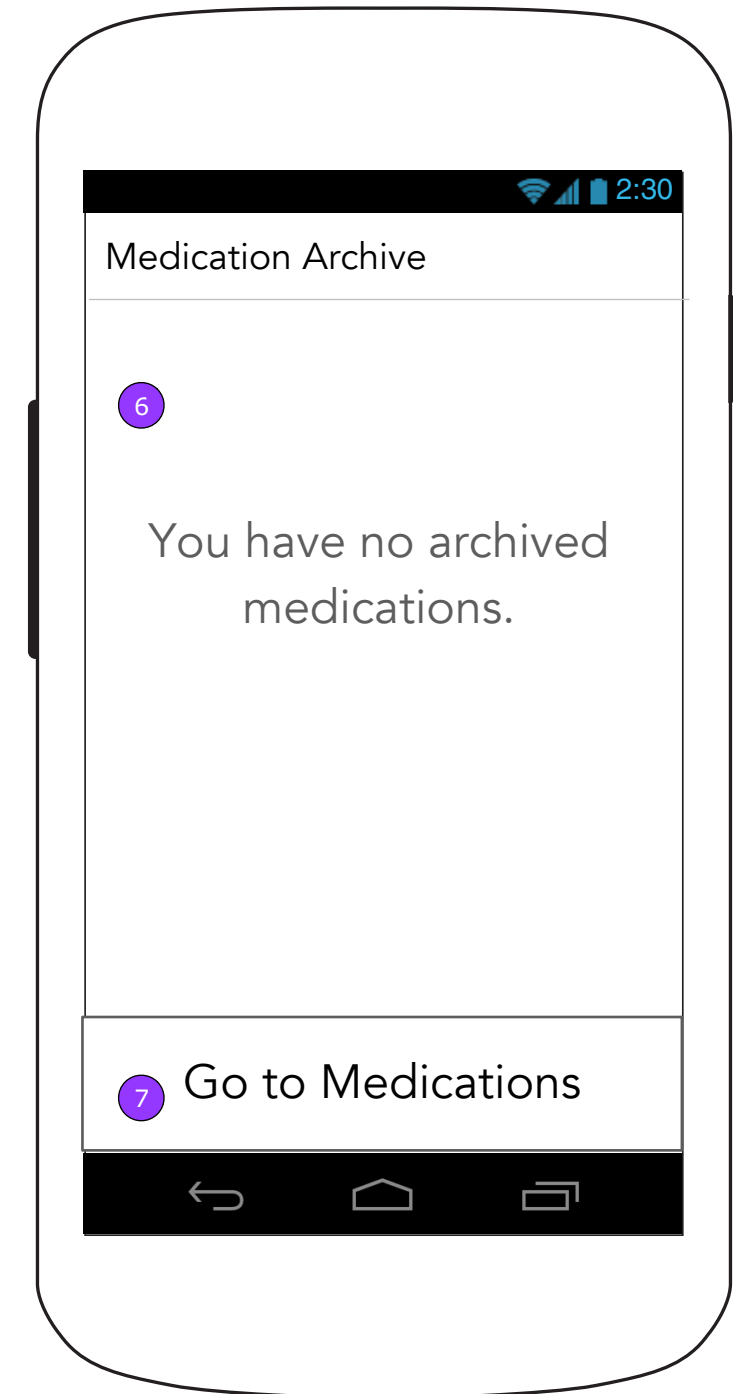 2:30
Medication Archive
6
You have no archived
medications.
7 Go to Medications